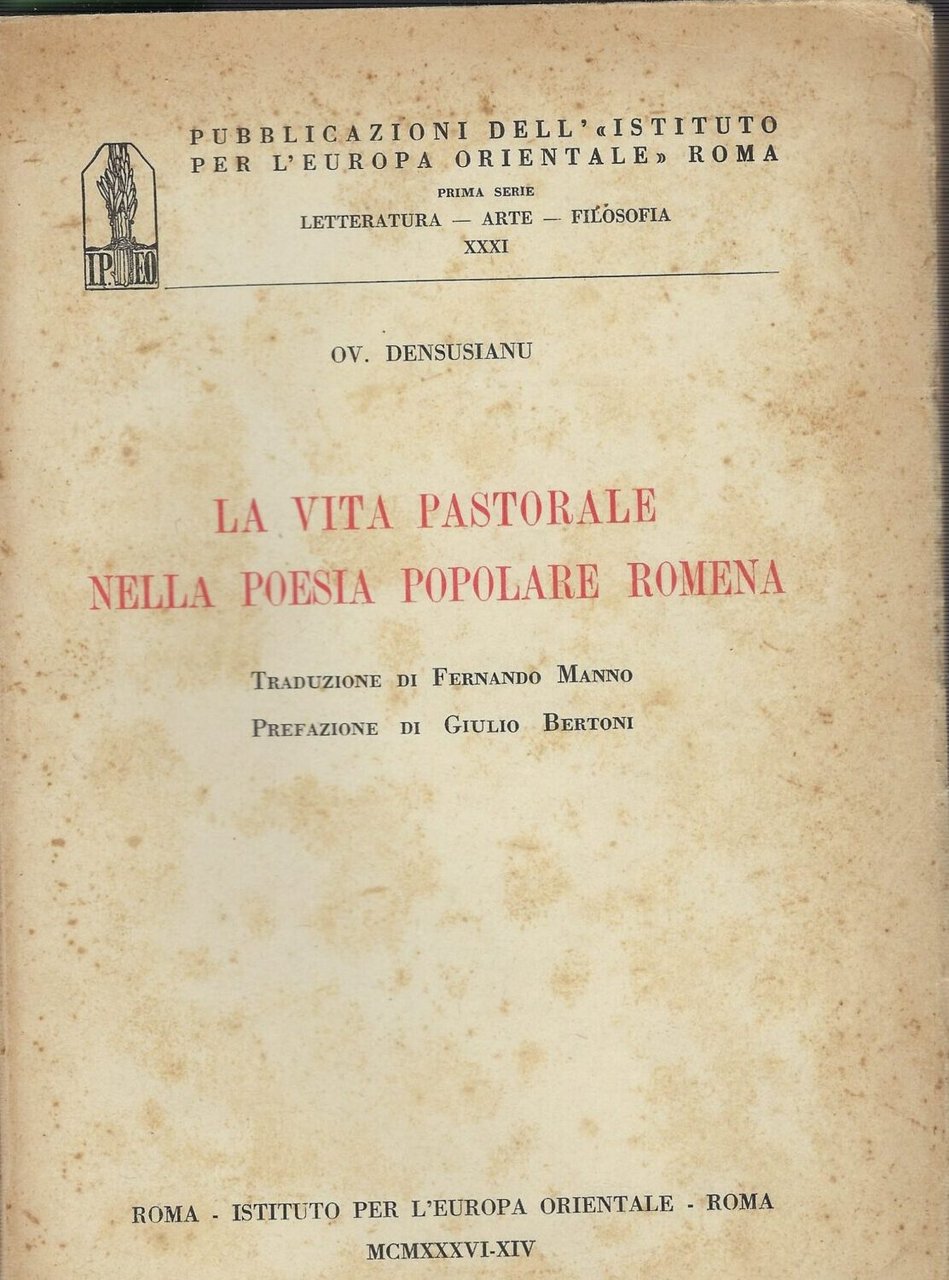 PUBBLICAZIONI DELL'«ISTITUTO
PER L'EUROPA ORIENTALE» ROMA
PRIMA SERIE
LETTERATURA — ARTE — FILOSOFIA
XXXI
IP.EO.
OV. DENSUSIANU
LA VITA PASTORALE
NELLA POESIA POPOLARE ROMENA
TRADUZIONE DI FERNANDO MANNO
PREFAZIONE DI GIULIO BERTONI
ROMA - ISTITUTO PER L'EUROPA ORIENTALE - ROMA
MCMXXXVI-XIV